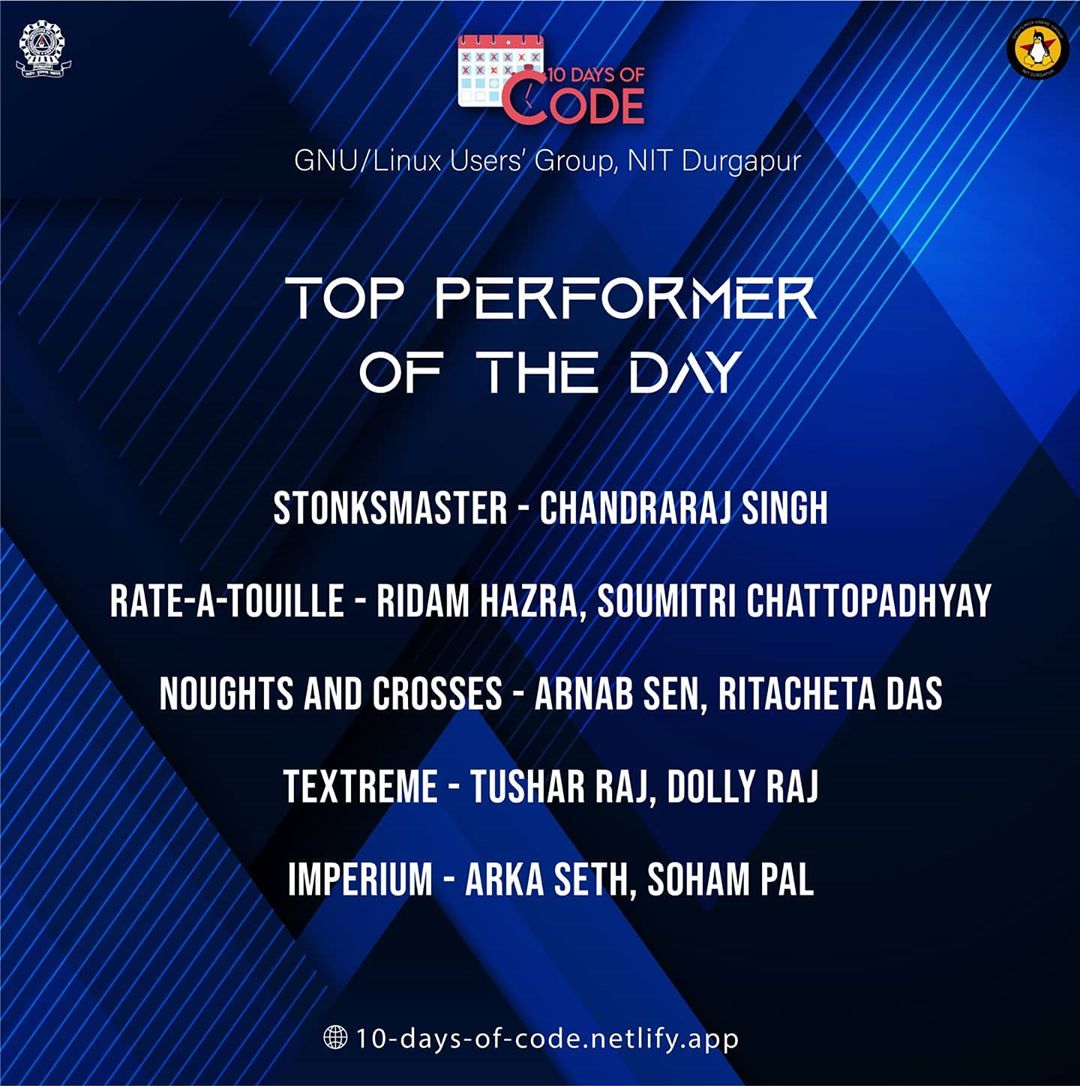 10 DAYS OF
CODE
GNU/Linux Users' Group, NIT Durgapur
TOP PERFORMER
OF THE DAY
STONKSMASTER - CHANDRARAJ SINGH
RATE-A-TOUILLE - RIDAM HAZRA, SOUMITRI CHATTOPADHYAY
NOUGHTS AND CROSSES - ARNAB SEN, RITACHETA DAS
TEXTREME - TUSHAR RAJ, DOLLY RAJ
IMPERIUM - ARKA SETH, SOHAM PAL
10-days-of-code.netlify.app